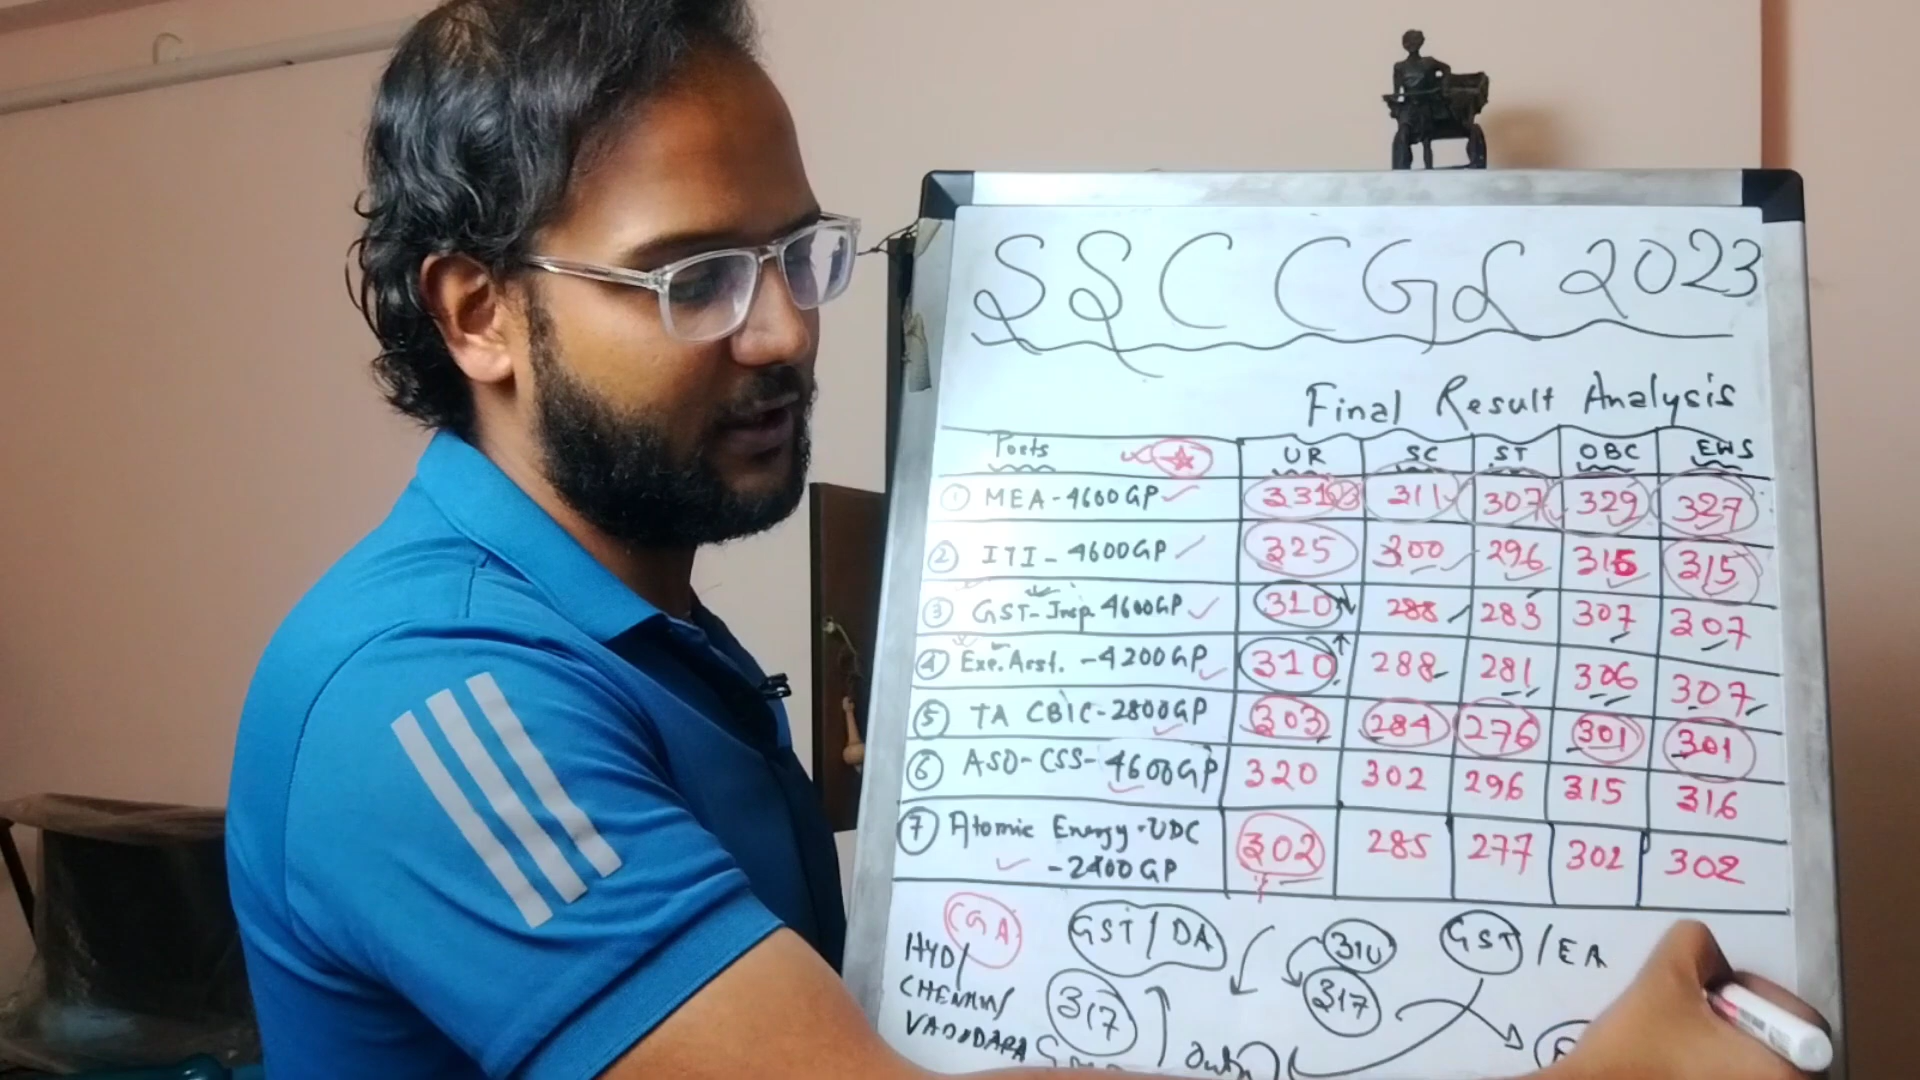 SSC CGL 2023
Final Result Analysis
Posts UR SC ST OBC EWS
① MEA-4600GP 331 311 307 329 327
② ITI-4600GP 325 300 296 315 315
③ GST-Insp 4600GP 310 288 283 307 307
④ Exe. Asst. -4200GP 310 288 281 306 307
⑤ TA CBIC-2800GP 303 284 276 301 301
⑥ ASO-CSS-4600GP 320 302 296 315 316
⑦ Atomic Energy-UDC 302 285 277 302 302
-2400GP
CGA GST/DA 310 GST/EA
HYD/
CHENNAI/ 317 317
VADODARA